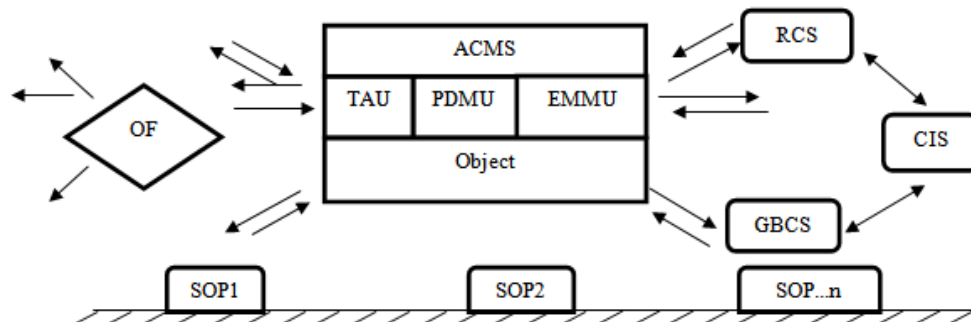 ACMS
RCS
TAU
PDMU
EMMU
OF
CIS
Object
GBCS
SOP1
SOP2
SOP...n